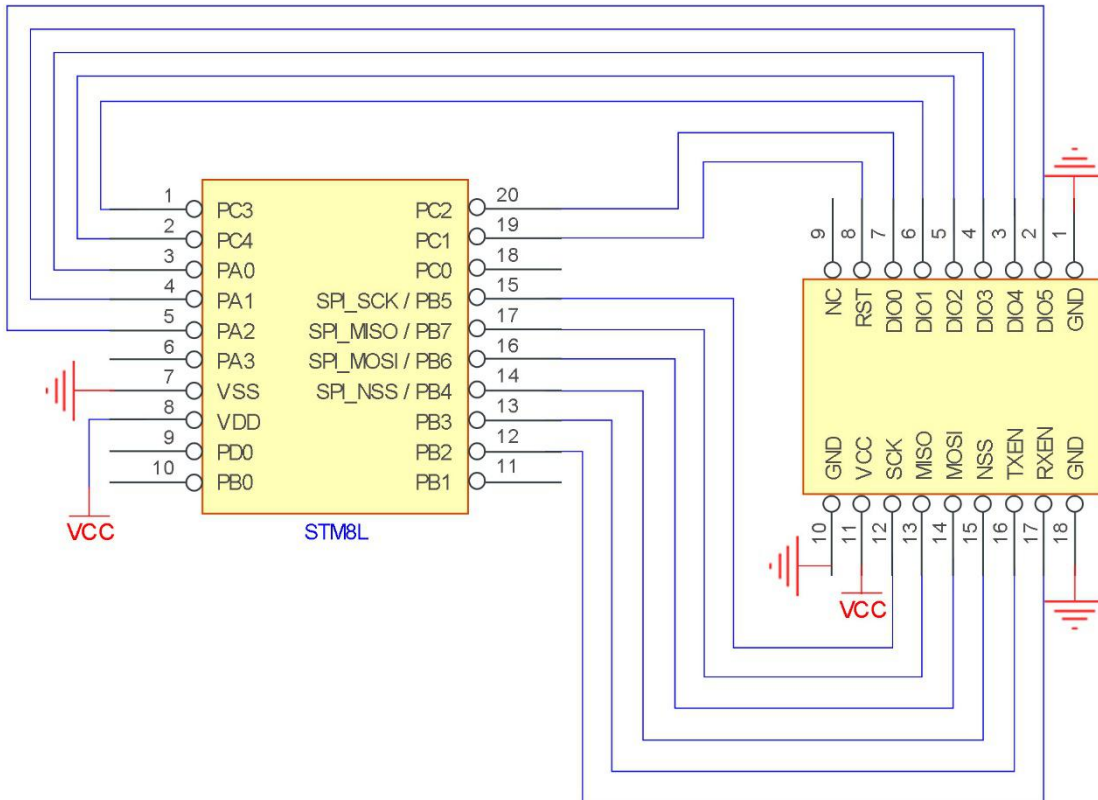 1 PC3 PC2 20
2 PC4 PC1 19
3 PA0 PC0 18
4 PA1 SPI_SCK / PB5 15
5 PA2 SPI_MISO / PB7 17
6 PA3 SPI_MOSI / PB6 16
7 VSS SPI_NSS / PB4 14
8 VDD PB3 13
9 PD0 PB2 12
10 PB0 PB1 11
VCC
STM8L
9 8 7 6 5 4 3 2 1
NC RST DIO0 DIO1 DIO2 DIO3 DIO4 DIO5 GND
GND VCC SCK MISO MOSI NSS TXEN RXEN GND
10 11 12 13 14 15 16 17 18
VCC